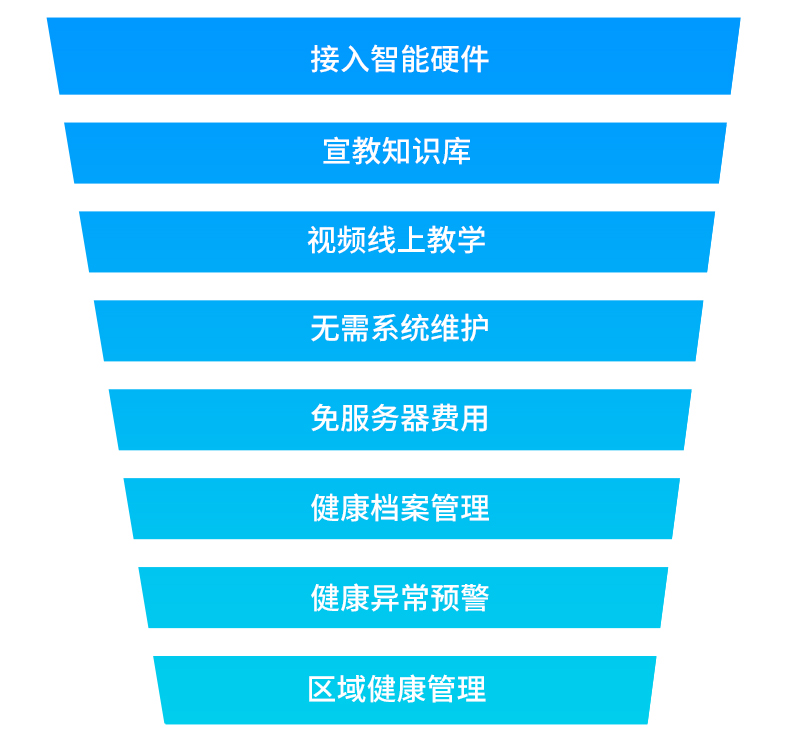 接入智能硬件
宣教知识库
视频线上教学
无需系统维护
免服务器费用
健康档案管理
健康异常预警
区域健康管理